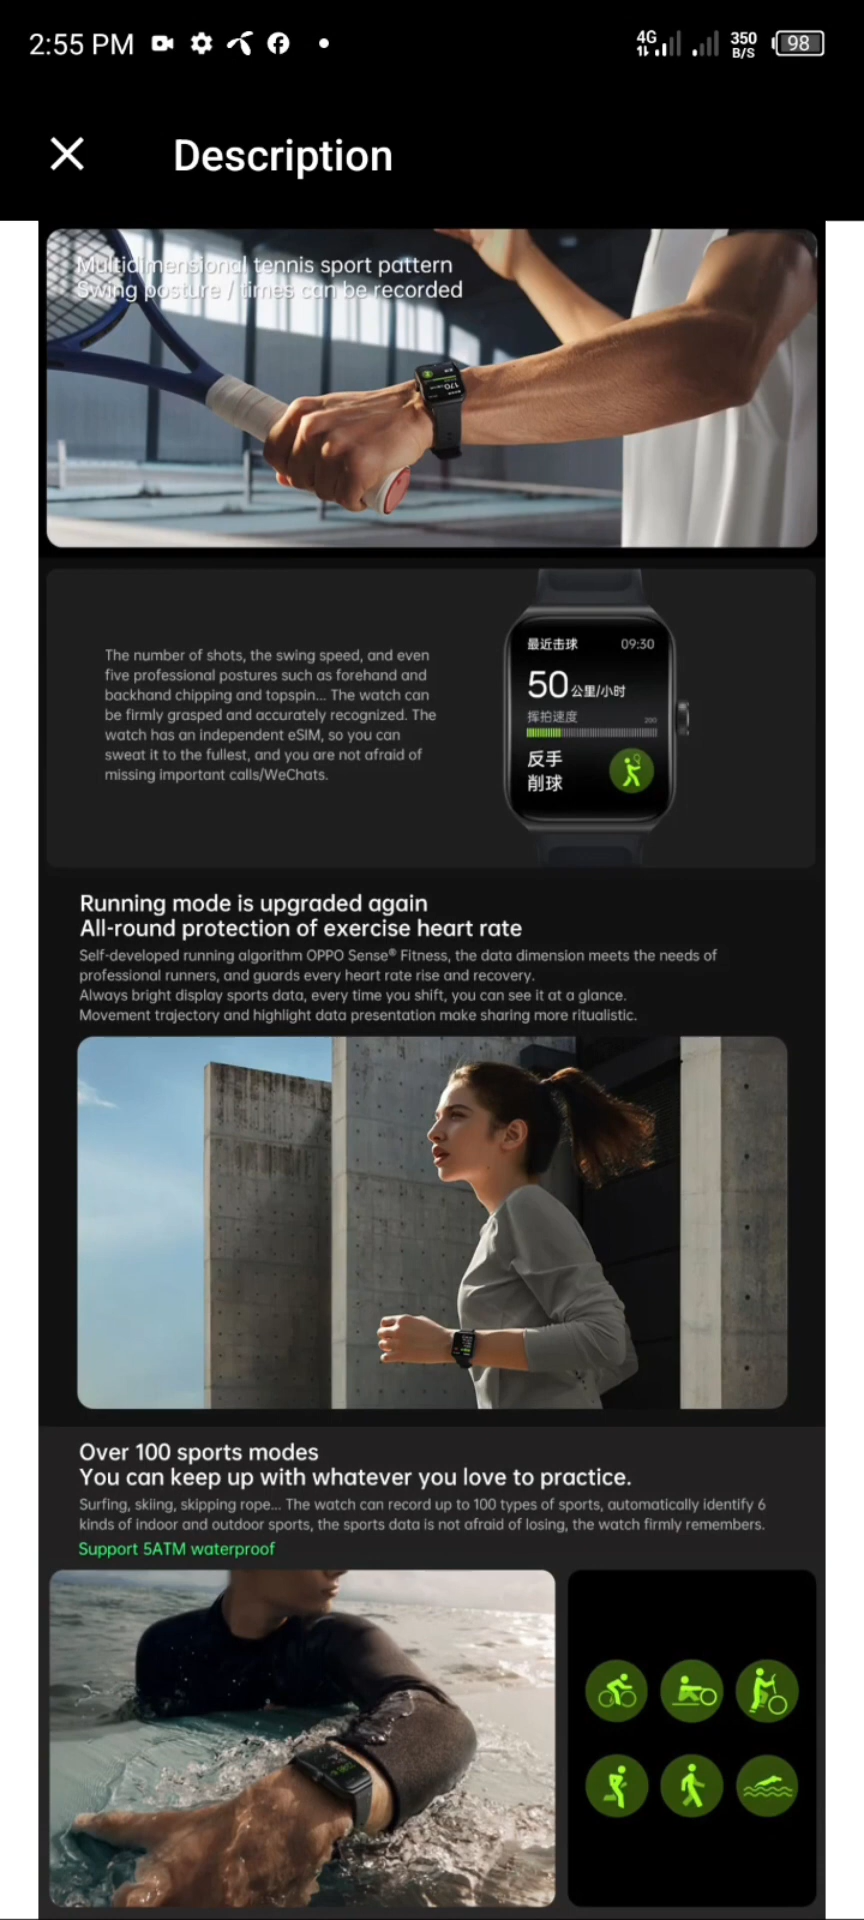 2:55 PM
4G
350
B/S
98
Description
Multidimensional tennis sport pattern
Swing posture / times can be recorded
170
The number of shots, the swing speed, and even
five professional postures such as forehand and
backhand chipping and topspin... The watch can
be firmly grasped and accurately recognized. The
watch has an independent eSIM, so you can
sweat it to the fullest, and you are not afraid of
missing important calls/WeChats.
最近击球 09:30
50公里/小时
挥拍速度 200
反手
削球
Running mode is upgraded again
All-round protection of exercise heart rate
Self-developed running algorithm OPPO Sense® Fitness, the data dimension meets the needs of
professional runners, and guards every heart rate rise and recovery.
Always bright display sports data, every time you shift, you can see it at a glance.
Movement trajectory and highlight data presentation make sharing more ritualistic.
Over 100 sports modes
You can keep up with whatever you love to practice.
Surfing, skiing, skipping rope... The watch can record up to 100 types of sports, automatically identify 6
kinds of indoor and outdoor sports, the sports data is not afraid of losing, the watch firmly remembers.
Support 5ATM waterproof